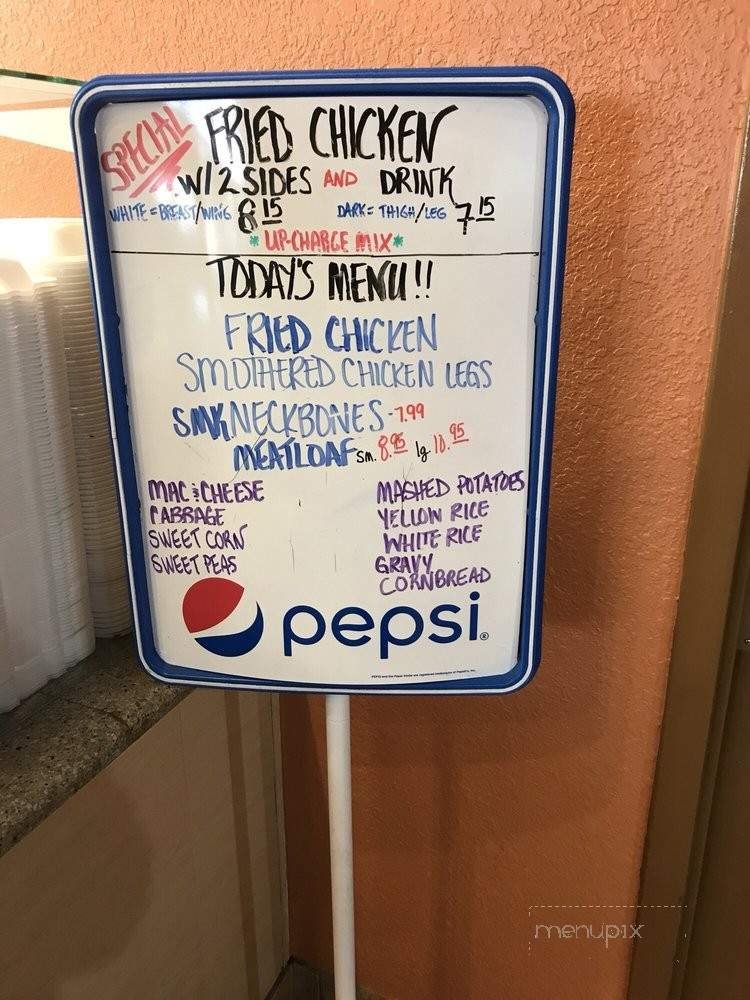 SPECIAL FRIED CHICKEN
W/ 2 SIDES AND DRINK
WHITE = BREAST/WING 8 15 DARK = THIGH/LEG 7.15
* UP-CHARGE MIX *
TODAY'S MENU!!
FRIED CHICKEN
SMOTHERED CHICKEN LEGS
SMK NECKBONES - 7.99
MEATLOAF SM. 8.95 lg 10.95
MAC & CHEESE MASHED POTATOES
CABBAGE YELLOW RICE
SWEET CORN WHITE RICE
SWEET PEAS GRAVY
CORNBREAD
pepsi
menupix